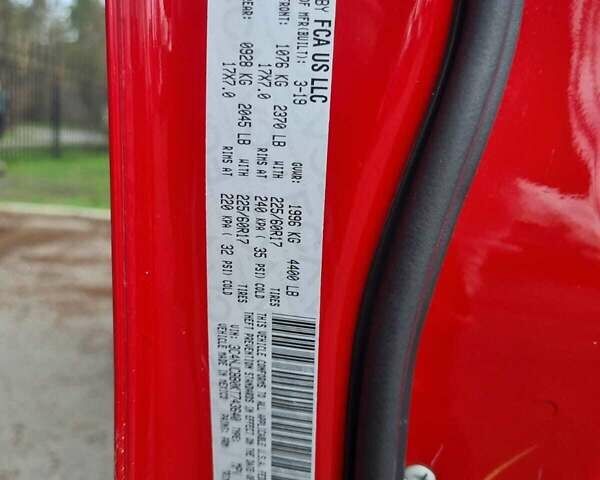 BY FCA US LLC
OF MFR(BUILT): 3-19
GVWR: 1996 KG 4400 LB
FRONT: 1076 KG 2370 LB WITH 225/60R17 TIRES
17X7.0 RIMS AT 240 KPA ( 35 PSI) COLD
REAR: 0928 KG 2045 LB WITH 225/60R17 TIRES
17X7.0 RIMS AT 220 KPA ( 32 PSI) COLD
THIS VEHICLE CONFORMS TO ALL APPLICABLE U.S.A. FED
THEFT PREVENTION STANDARDS IN EFFECT ON THE DATE OF
VIN:
VEHICLE MADE IN MEXICO
PAINT: